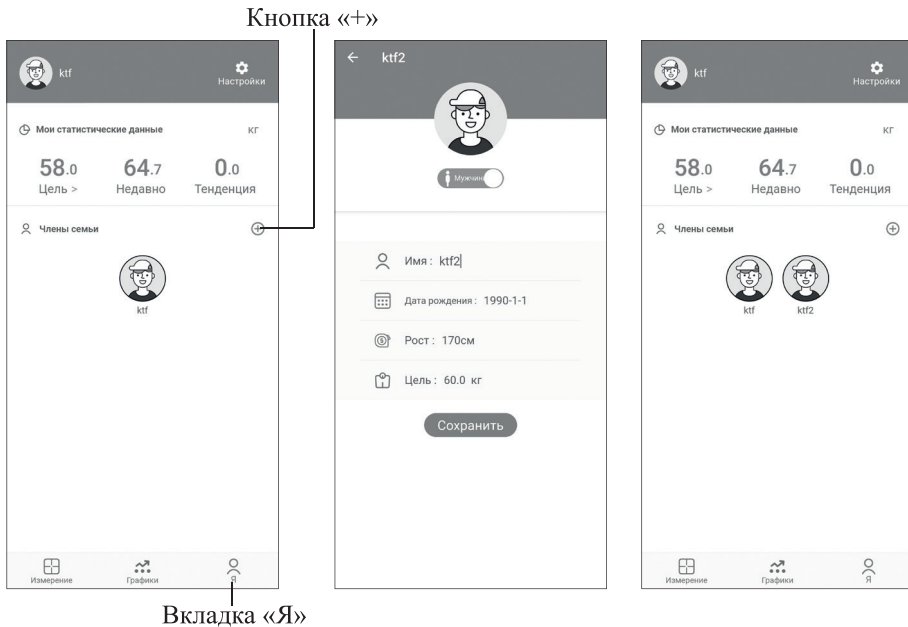 Кнопка «+»
ktf
Настройки
Мои статистические данные кг
58.0 64.7 0.0
Цель > Недавно Тенденция
Члены семьи
ktf
Измерение Графики Я
Вкладка «Я»
ktf2
Мужчина
Имя : ktf2
Дата рождения : 1990-1-1
Рост : 170см
Цель : 60.0 кг
Сохранить
ktf
Настройки
Мои статистические данные кг
58.0 64.7 0.0
Цель > Недавно Тенденция
Члены семьи
ktf ktf2
Измерение Графики Я